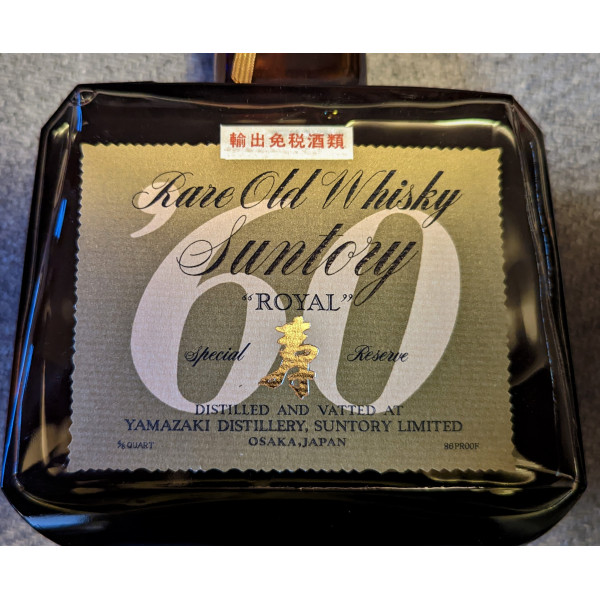 輸出免税酒類
Rare Old Whisky
'60
Suntory
"ROYAL"
寿
Special Reserve
DISTILLED AND VATTED AT
YAMAZAKI DISTILLERY, SUNTORY LIMITED
4/5 QUART OSAKA, JAPAN 86 PROOF